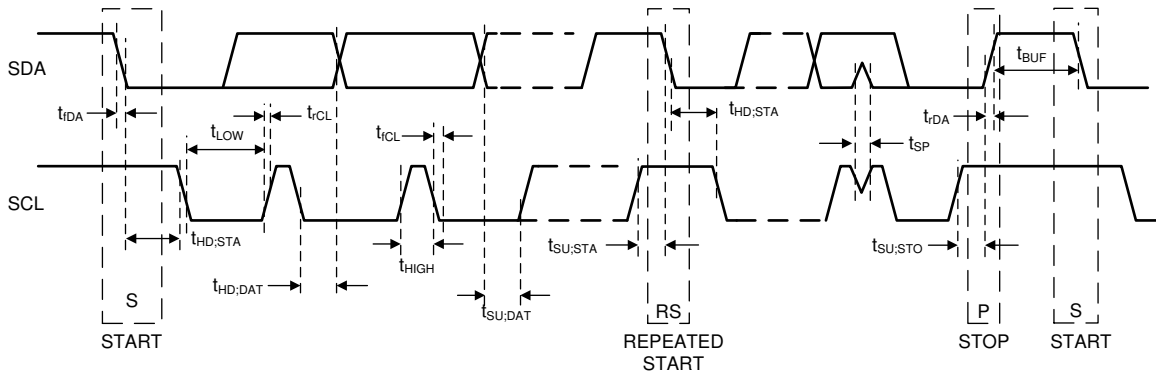 SDA
t_BUF
t_fDA
t_LOW
t_rCL
t_fCL
t_HD;STA
t_rDA
t_SP
SCL
t_HD;STA
t_HD;DAT
t_HIGH
t_SU;DAT
t_SU;STA
t_SU;STO
S
RS
P
S
START
REPEATED
START
STOP
START